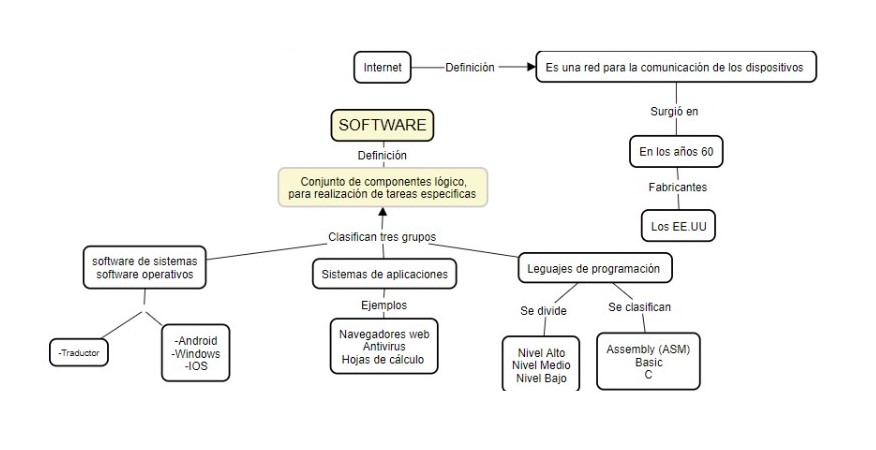 Internet
Definición
Es una red para la comunicación de los dispositivos
Surgió en
En los años 60
Fabricantes
Los EE.UU
SOFTWARE
Definición
Conjunto de componentes lógico,
para realización de tareas especificas
Clasifican tres grupos
software de sistemas
software operativos
-Traductor
-Android
-Windows
-IOS
Sistemas de aplicaciones
Ejemplos
Navegadores web
Antivirus
Hojas de cálculo
Leguajes de programación
Se divide
Nivel Alto
Nivel Medio
Nivel Bajo
Se clasifican
Assembly (ASM)
Basic
C